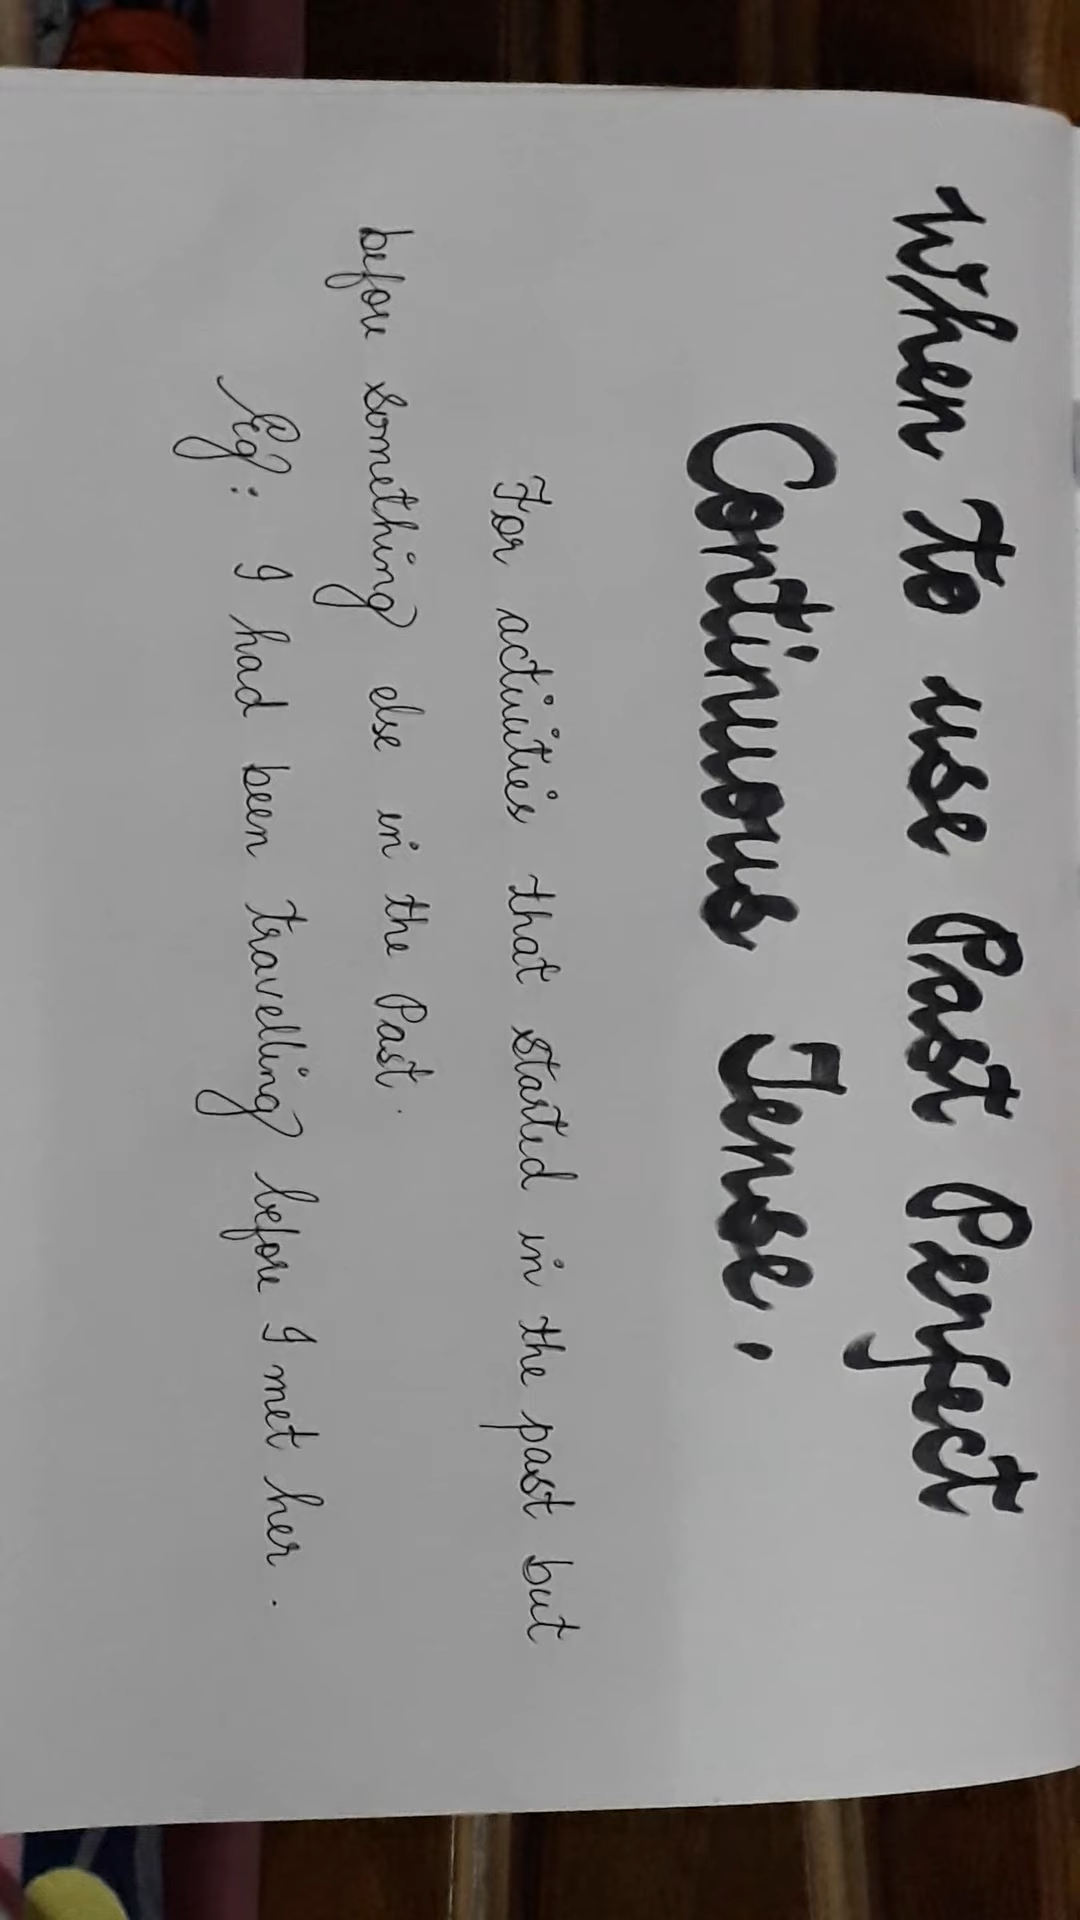 When to use Past Perfect
Continuous Tense.
For activities that started in the past but
before something else in the Past.
Eg: I had been travelling before I met her.